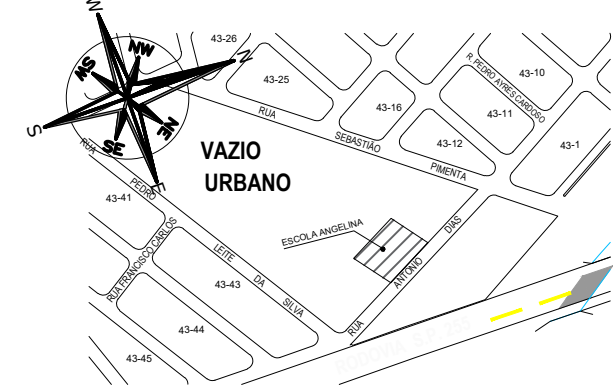 W
NW
N
SW
NE
S
SE
E
43-26
43-25
43-16
43-12
43-11
43-10
43-1
R. PEDRO AYRES CARDOSO
RUA SEBASTIÃO PIMENTA
VAZIO
URBANO
RUA PEDRO LEITE DA SILVA
43-41
RUA FRANCISCO CARLOS
43-43
43-44
43-45
ESCOLA ANGELINA
RUA ANTONIO DIAS
RODOVIA S.P. 255